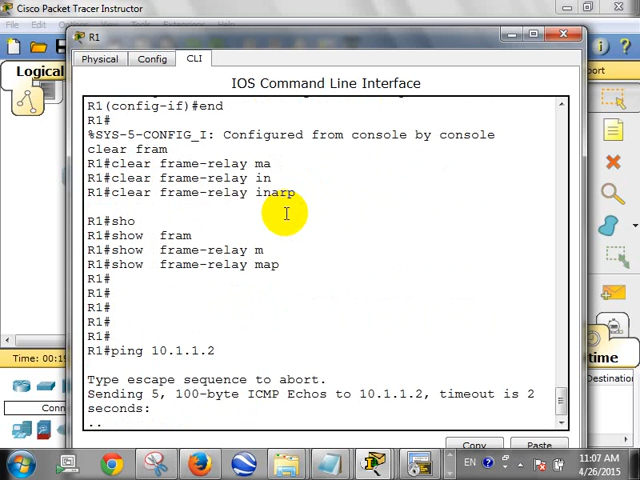 Cisco Packet Tracer Instructor
R1
Logical
Physical
Config
CLI
IOS Command Line Interface
R1(config-if)#end
R1#
%SYS-5-CONFIG_I: Configured from console by console
clear fram
R1#clear frame-relay ma
R1#clear frame-relay in
R1#clear frame-relay inarp
R1#sho
R1#show fram
R1#show frame-relay m
R1#show frame-relay map
R1#
R1#
R1#
R1#
R1#ping 10.1.1.2
Type escape sequence to abort.
Sending 5, 100-byte ICMP Echos to 10.1.1.2, timeout is 2
seconds:
..
Copy
Paste
Time: 00:1
Conn
time
Destination
EN
11:07 AM
4/26/2015